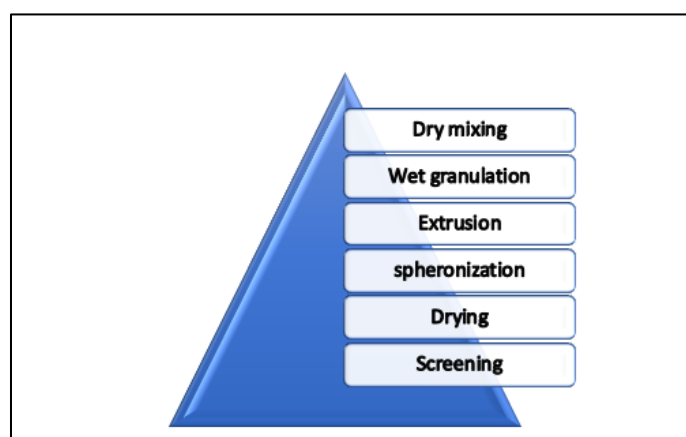 Dry mixing
Wet granulation
Extrusion
spheronization
Drying
Screening